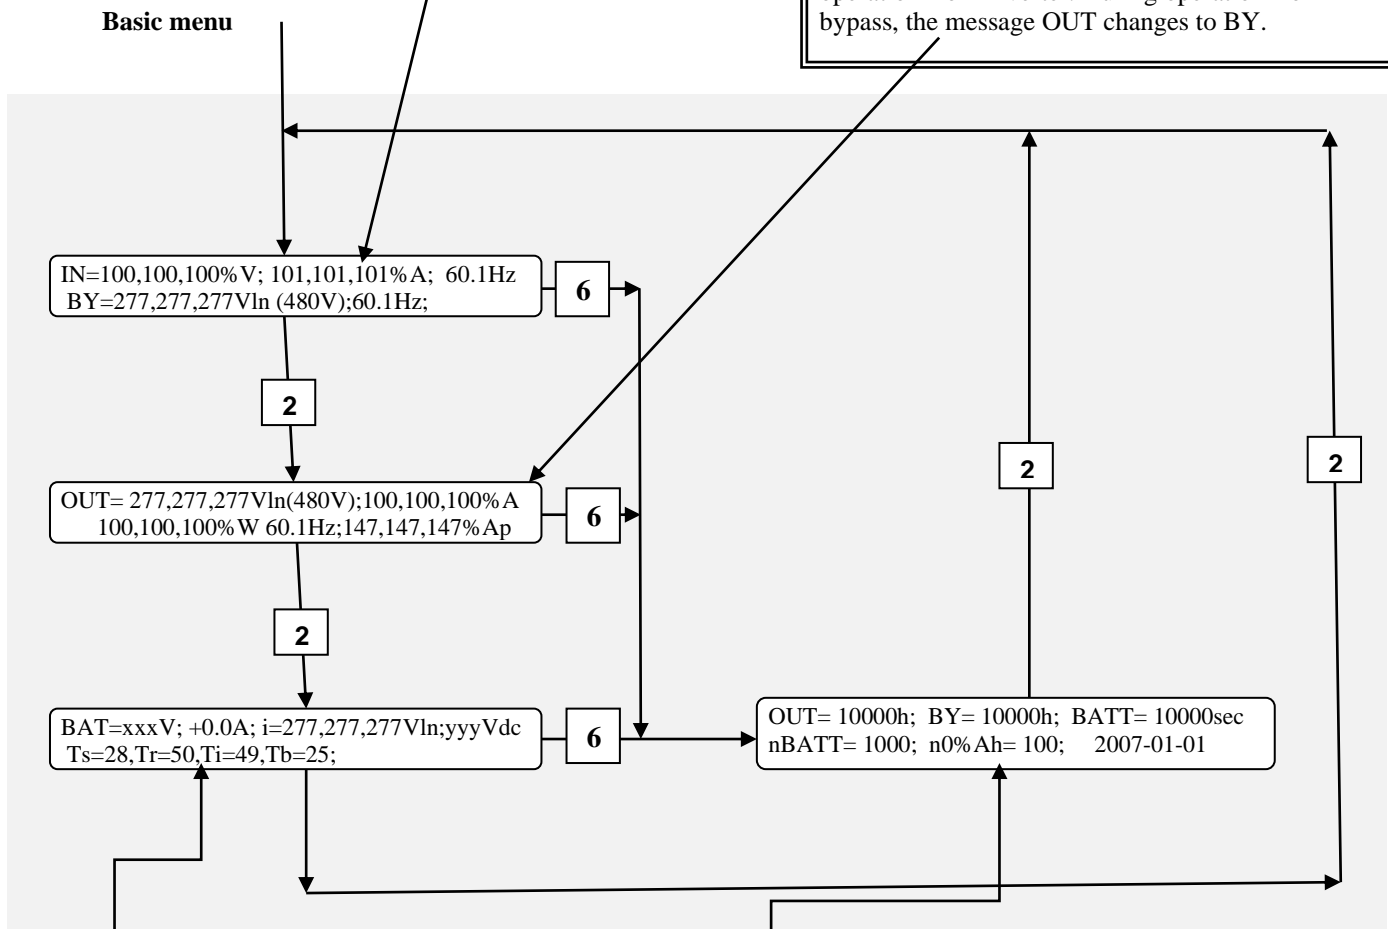 Basic menu
bypass, the message OUT changes to BY.
IN=100,100,100%V; 101,101,101%A; 60.1Hz
BY=277,277,277Vln (480V);60.1Hz;
6
2
OUT= 277,277,277Vln(480V);100,100,100%A
100,100,100%W 60.1Hz;147,147,147%Ap
6
2
2
2
BAT=xxxV; +0.0A; i=277,277,277Vln;yyyVdc
Ts=28,Tr=50,Ti=49,Tb=25;
6
OUT= 10000h; BY= 10000h; BATT= 10000sec
nBATT= 1000; n0%Ah= 100; 2007-01-01